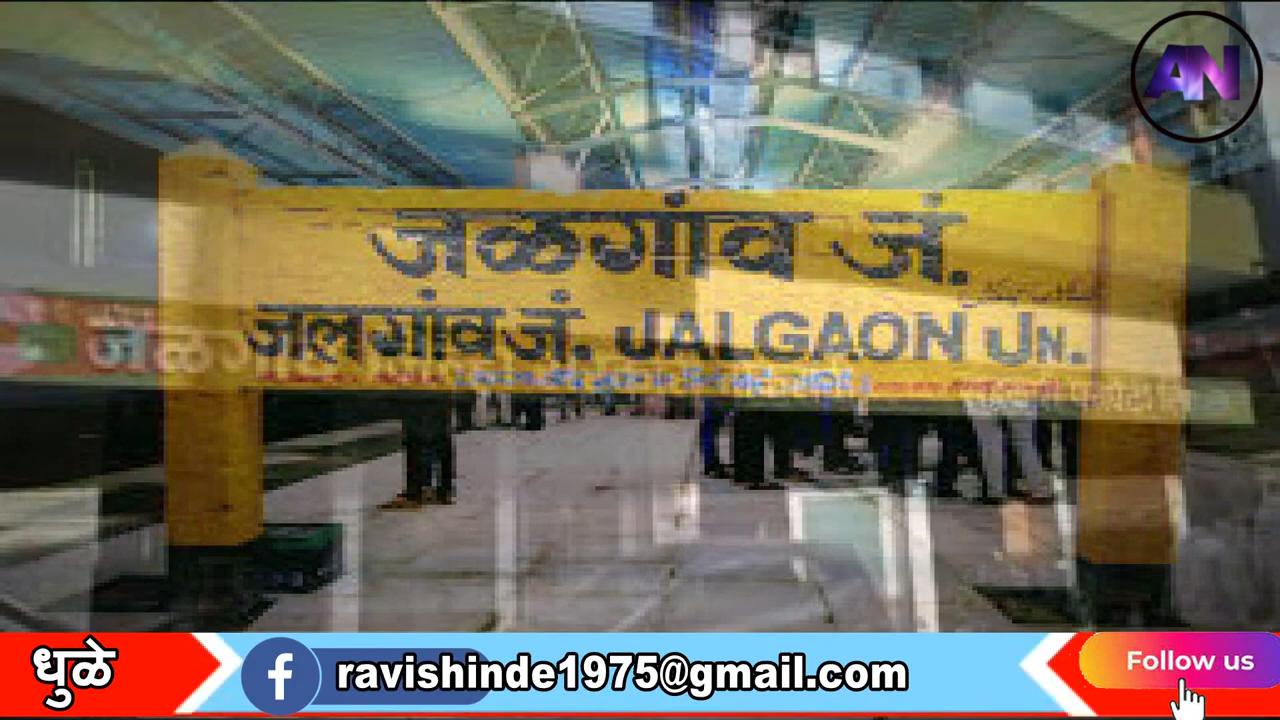 AN
जळगांव जं.
जलगांव जं. JALGAON JN.
धुळे
ravishinde1975@gmail.com
Follow us